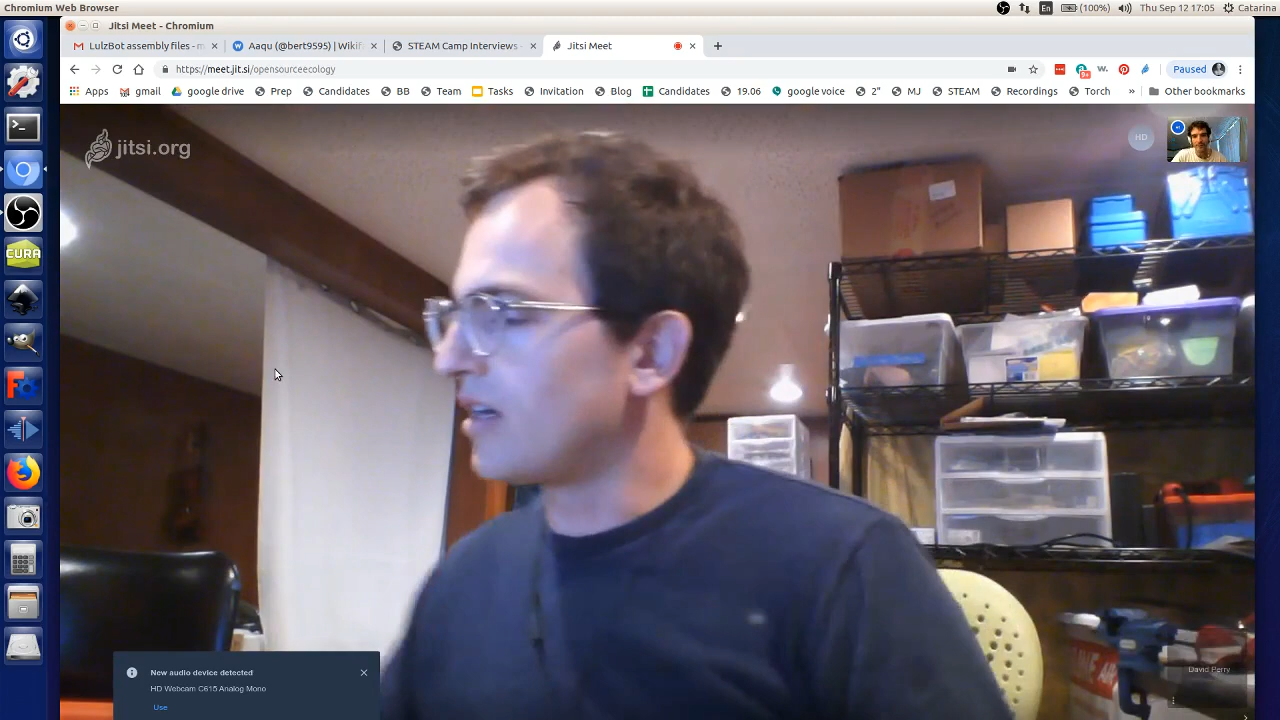 Chromium Web Browser
En
(100%)
Thu Sep 12 17:05
Catarina
Jitsi Meet - Chromium
LulzBot assembly files - m
Aaqu (@bert9595) | Wikif
STEAM Camp Interviews -
Jitsi Meet
https://meet.jit.si/opensourceecology
9+
w.
Paused
Apps
gmail
google drive
Prep
Candidates
BB
Team
Tasks
Invitation
Blog
Candidates
19.06
google voice
2"
MJ
STEAM
Recordings
Torch
»
Other bookmarks
jitsi.org
HD
CURA
New audio device detected
HD Webcam C615 Analog Mono
Use
David Perry